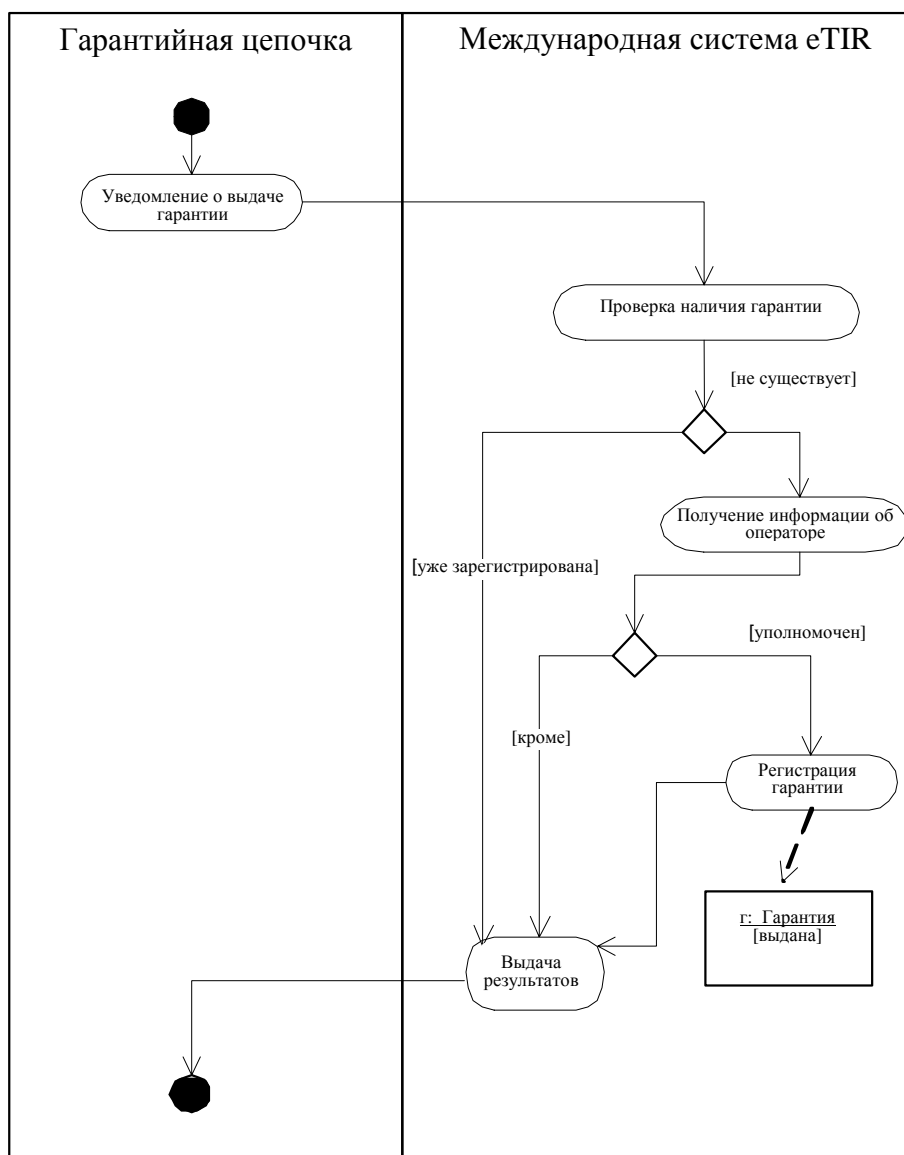 Гарантийная цепочка
Международная система eTIR
Уведомление о выдаче
гарантии
Проверка наличия гарантии
[не существует]
Получение информации об
операторе
[уже зарегистрирована]
[уполномочен]
[кроме]
Регистрация
гарантии
г: Гарантия
[выдана]
Выдача
результатов